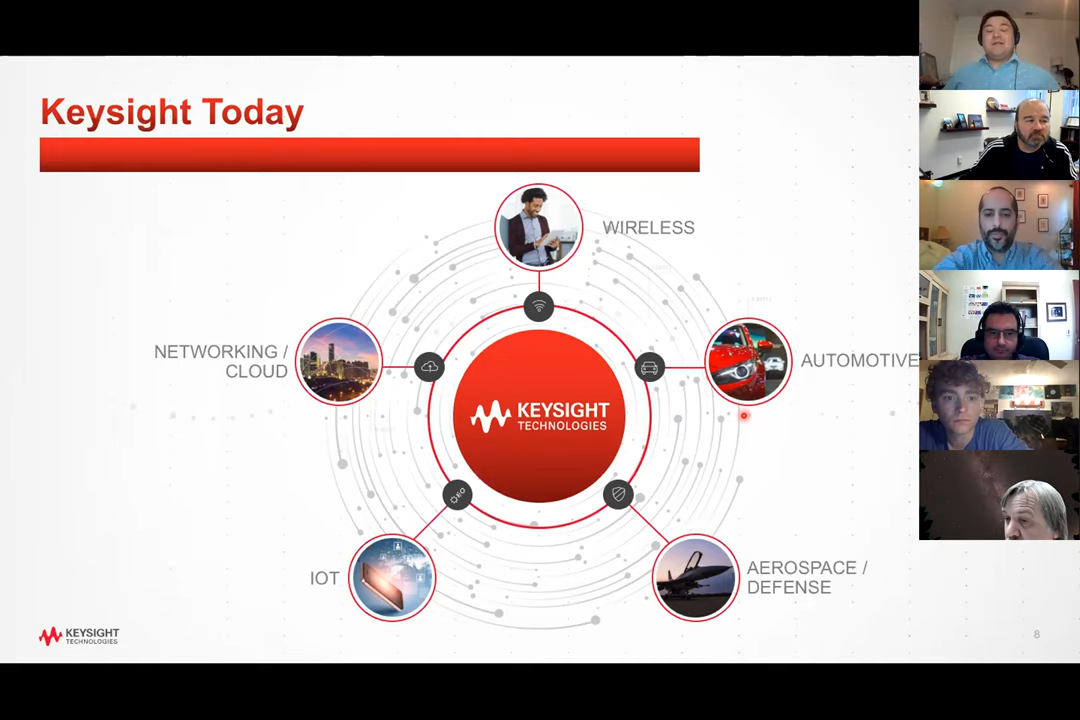 Keysight Today
WIRELESS
NETWORKING /
CLOUD
AUTOMOTIVE
KEYSIGHT
TECHNOLOGIES
IOT
AEROSPACE /
DEFENSE
KEYSIGHT
TECHNOLOGIES
8